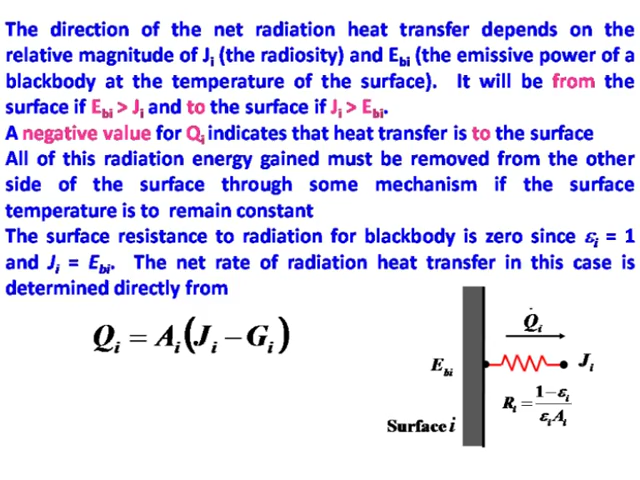 The direction of the net radiation heat transfer depends on the
relative magnitude of Jᵢ (the radiosity) and E_bi (the emissive power of a
blackbody at the temperature of the surface). It will be from the
surface if E_bi > Jᵢ and to the surface if Jᵢ > E_bi.
A negative value for Qᵢ indicates that heat transfer is to the surface
All of this radiation energy gained must be removed from the other
side of the surface through some mechanism if the surface
temperature is to remain constant
The surface resistance to radiation for blackbody is zero since εᵢ = 1
and Jᵢ = E_bi. The net rate of radiation heat transfer in this case is
determined directly from
Qᵢ = Aᵢ(Jᵢ − Gᵢ)
Q̇ᵢ
E_bi
Jᵢ
Rᵢ = (1−εᵢ)/(εᵢAᵢ)
Surface i